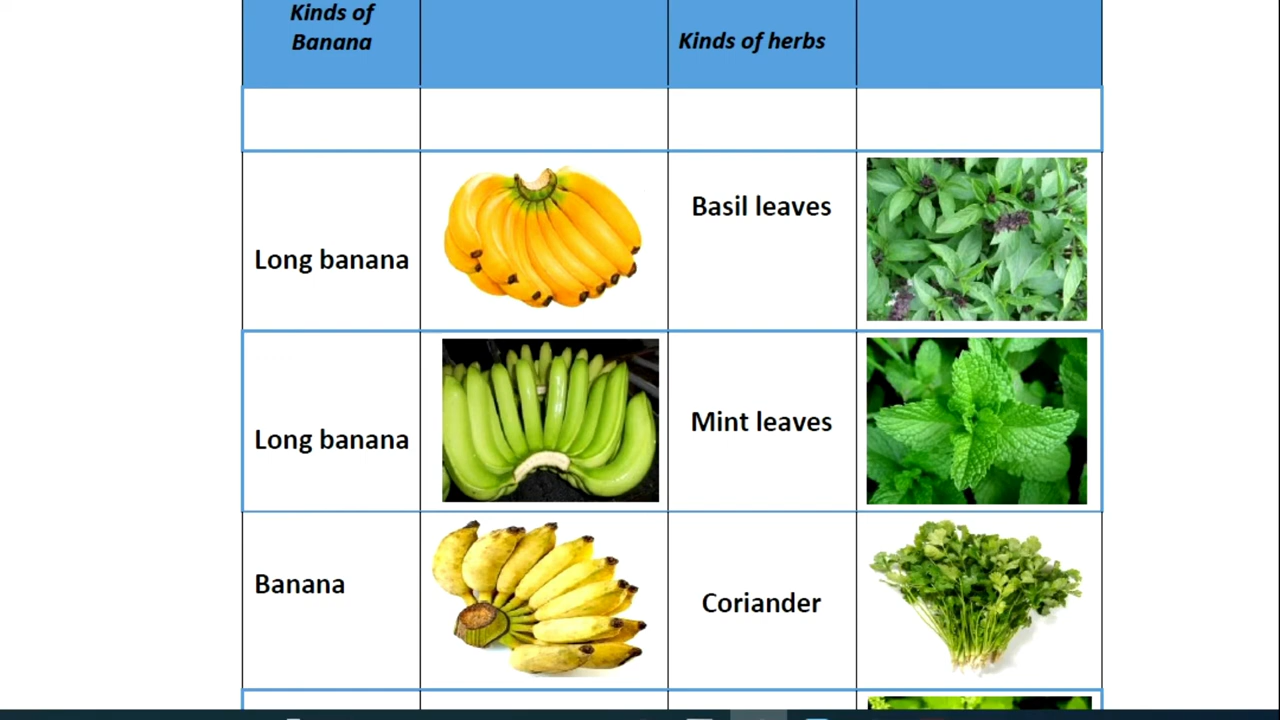 Kinds of
Banana
Kinds of herbs
Long banana
Basil leaves
Long banana
Mint leaves
Banana
Coriander